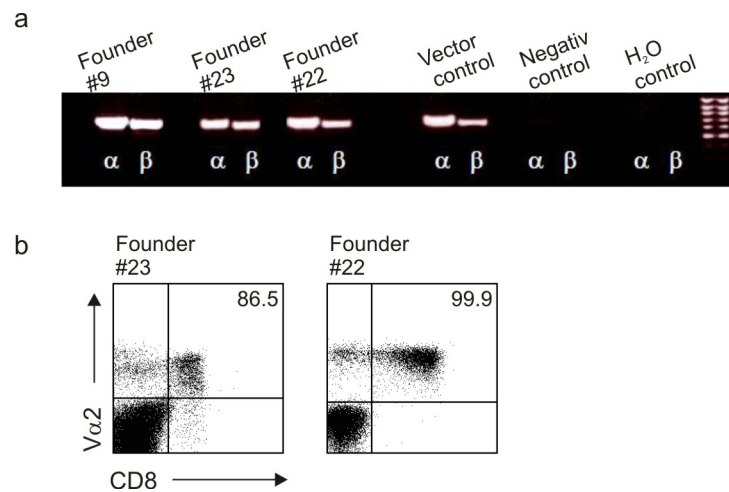 a
Founder
#9
Founder
#23
Founder
#22
Vector
control
Negativ
control
H₂O
control
α β α β α β α β α β α β
b
Founder
#23
Founder
#22
86.5
99.9
Vα2
CD8